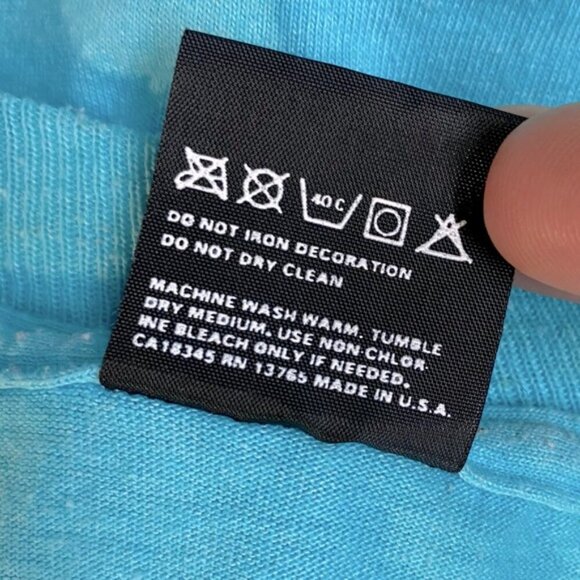 40 C
DO NOT IRON DECORATION
DO NOT DRY CLEAN
MACHINE WASH WARM, TUMBLE
DRY MEDIUM. USE NON CHLOR-
INE BLEACH ONLY IF NEEDED.
CA18345 RN 13765 MADE IN U.S.A.